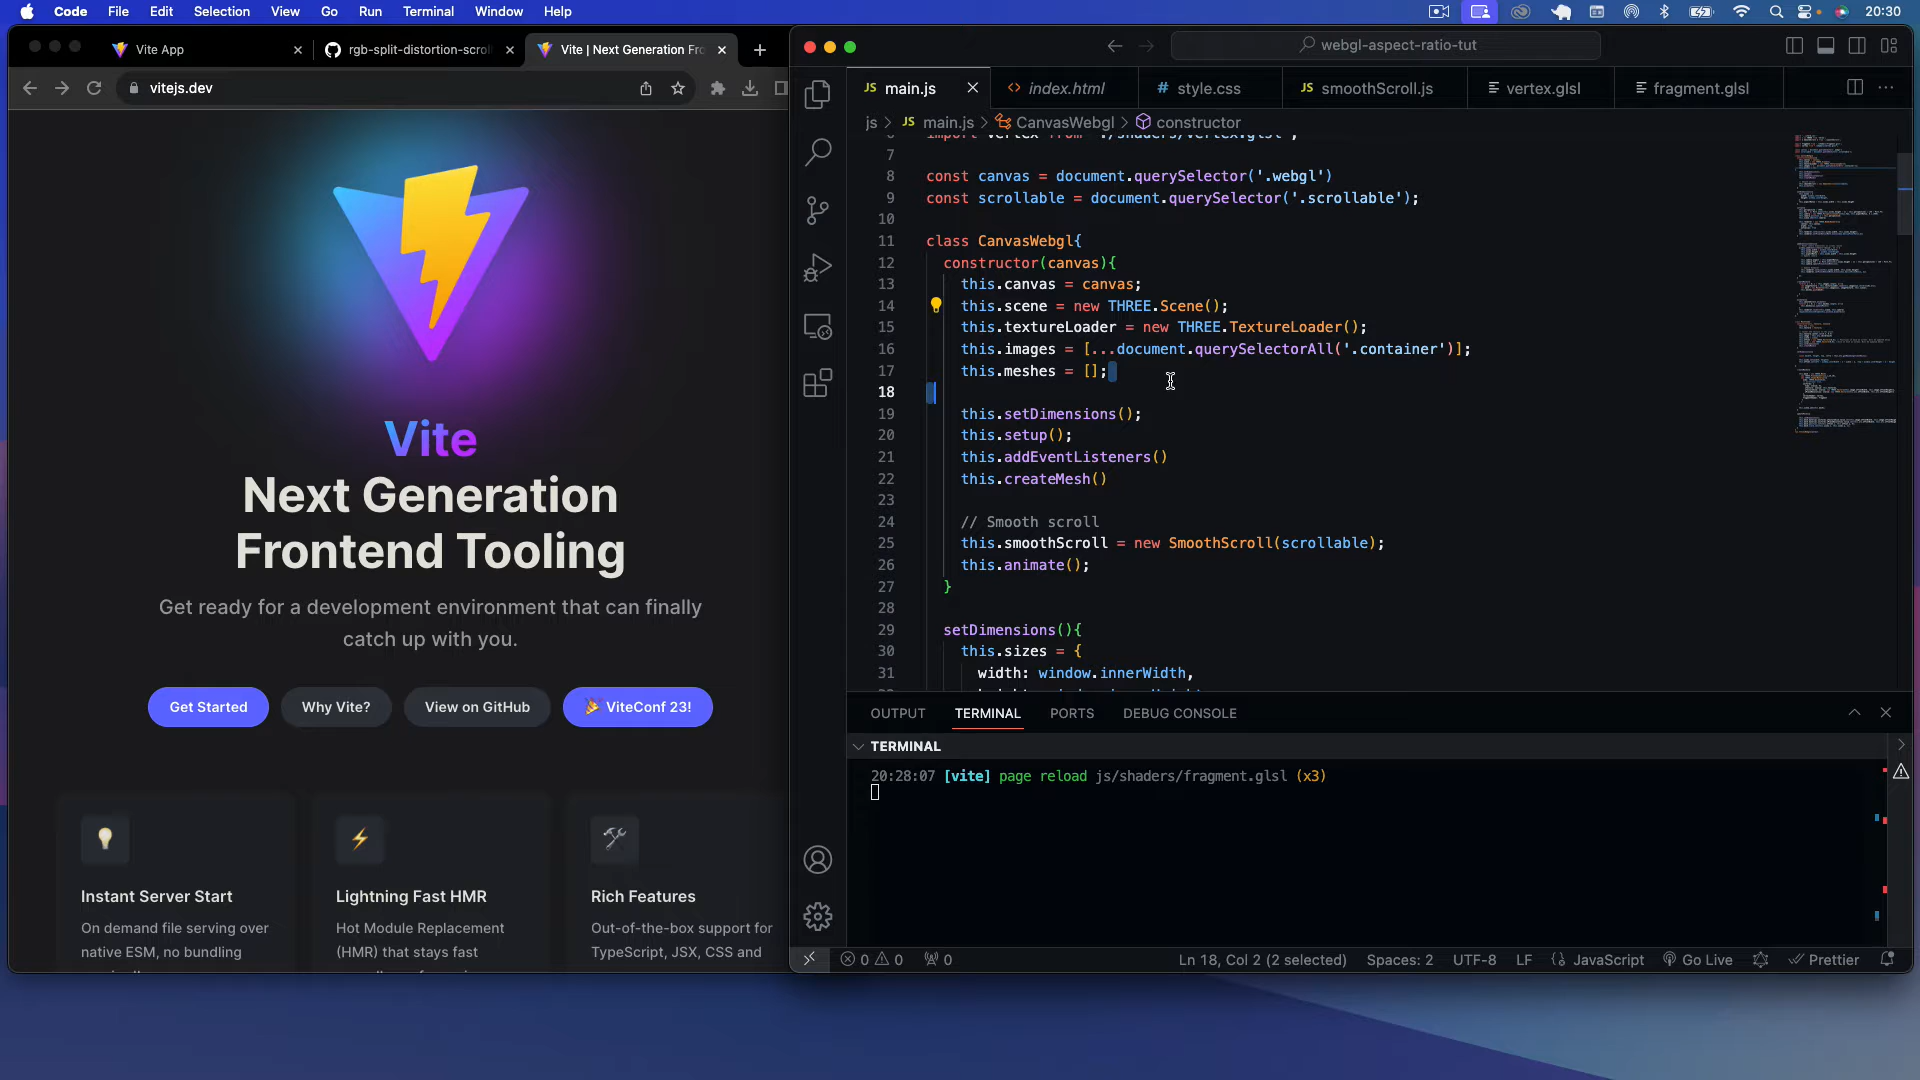 Code File Edit Selection View Go Run Terminal Window Help 20:30
Vite App
rgb-split-distortion-scrol
Vite | Next Generation Fr
vitejs.dev
Vite
Next Generation
Frontend Tooling
Get ready for a development environment that can finally
catch up with you.
Get Started Why Vite? View on GitHub ViteConf 23!
Instant Server Start
On demand file serving over
native ESM, no bundling
Lightning Fast HMR
Hot Module Replacement
(HMR) that stays fast
Rich Features
Out-of-the-box support for
TypeScript, JSX, CSS and
webgl-aspect-ratio-tut
JS main.js index.html # style.css JS smoothScroll.js vertex.glsl fragment.glsl
js > JS main.js > CanvasWebgl > constructor
import vertex from './shaders/vertex.glsl';
7
8 const canvas = document.querySelector('.webgl')
9 const scrollable = document.querySelector('.scrollable');
10
11 class CanvasWebgl{
12 constructor(canvas){
13 this.canvas = canvas;
14 this.scene = new THREE.Scene();
15 this.textureLoader = new THREE.TextureLoader();
16 this.images = [...document.querySelectorAll('.container')];
17 this.meshes = [];
18
19 this.setDimensions();
20 this.setup();
21 this.addEventListeners()
22 this.createMesh()
23
24 // Smooth scroll
25 this.smoothScroll = new SmoothScroll(scrollable);
26 this.animate();
27 }
28
29 setDimensions(){
30 this.sizes = {
31 width: window.innerWidth,
OUTPUT TERMINAL PORTS DEBUG CONSOLE
TERMINAL
20:28:07 [vite] page reload js/shaders/fragment.glsl (x3)
0 0 0 Ln 18, Col 2 (2 selected) Spaces: 2 UTF-8 LF JavaScript Go Live Prettier